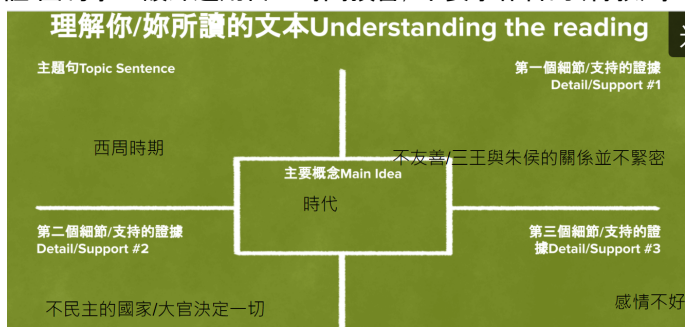 理解你/妳所讀的文本Understanding the reading
主題句Topic Sentence
第一個細節/支持的證據
Detail/Support #1
西周時期
不友善/三王與朱侯的關係並不緊密
主要概念Main Idea
時代
第二個細節/支持的證據
Detail/Support #2
第三個細節/支持的證
據Detail/Support #3
不民主的國家/大官決定一切
感情不好